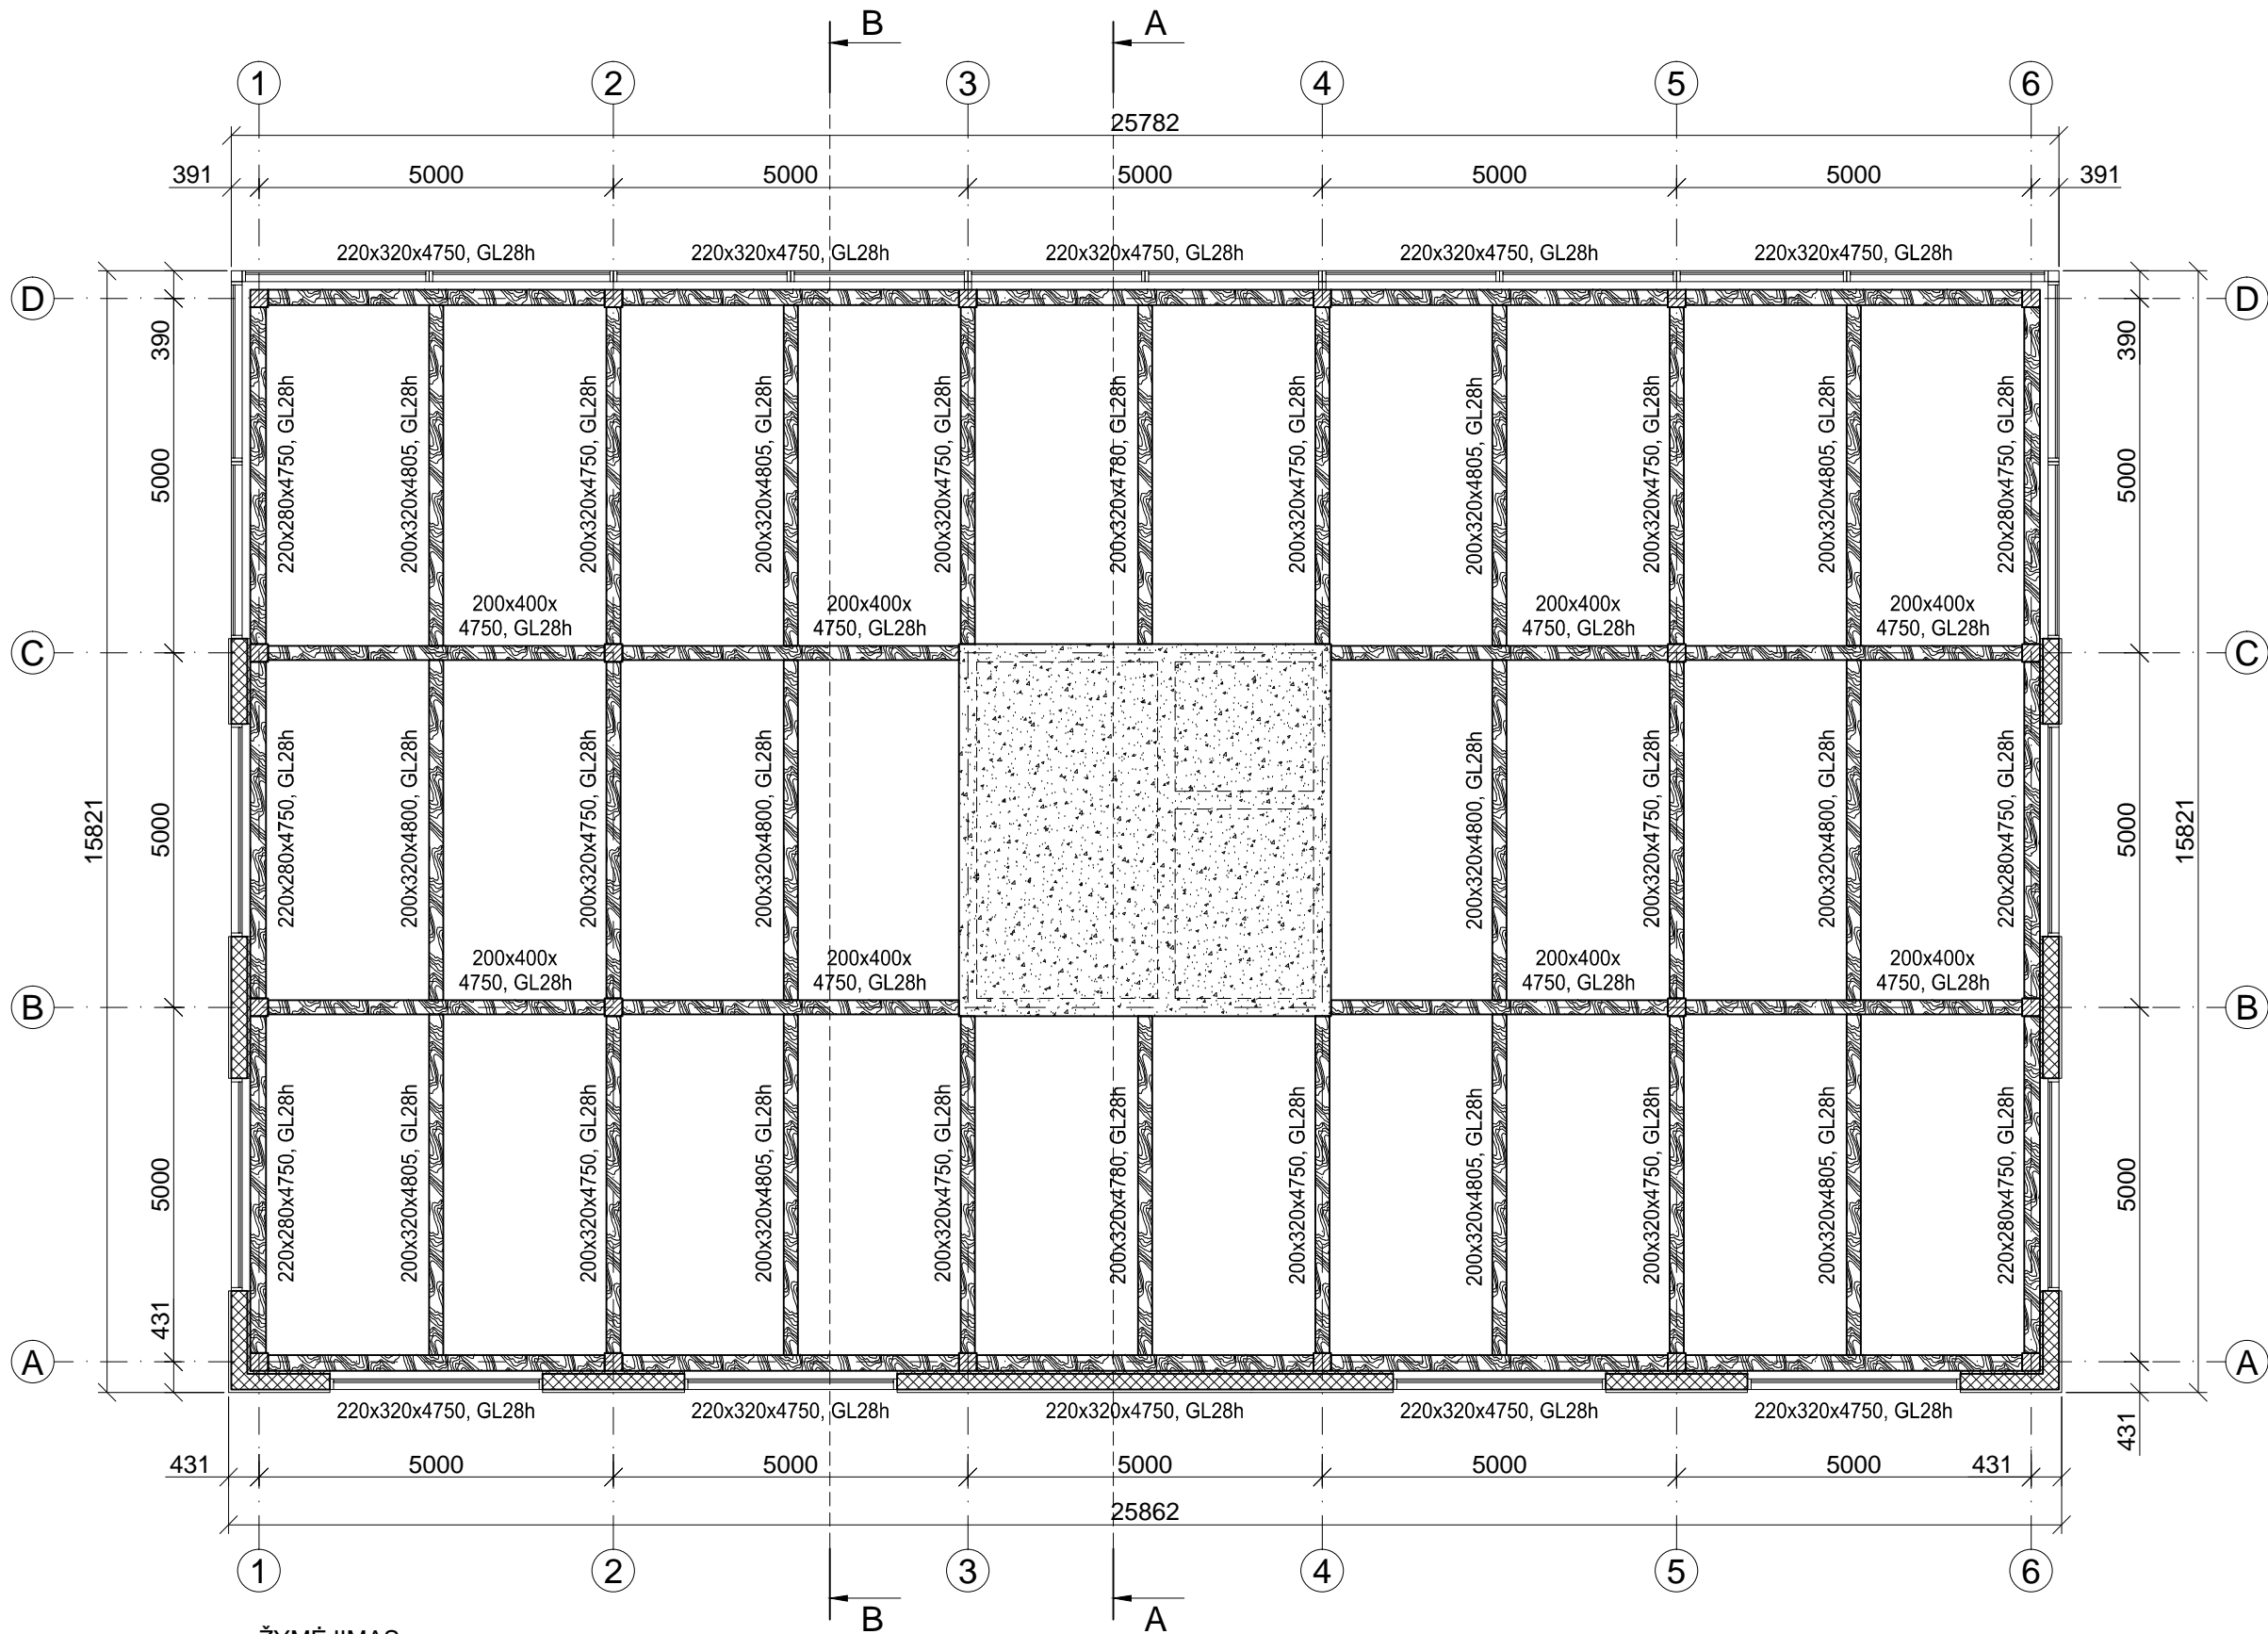 B A
1 2 3 4 5 6
25782
391 5000 5000 5000 5000 5000 391
220x320x4750, GL28h 220x320x4750, GL28h 220x320x4750, GL28h 220x320x4750, GL28h 220x320x4750, GL28h
D D
390 390
5000 220x280x4750, GL28h 200x320x4805, GL28h 200x320x4750, GL28h 200x320x4805, GL28h 200x320x4750, GL28h 200x320x4780, GL28h 200x320x4750, GL28h 200x320x4805, GL28h 200x320x4750, GL28h 200x320x4805, GL28h 220x280x4750, GL28h 5000
200x400x 200x400x 200x400x 200x400x
4750, GL28h 4750, GL28h 4750, GL28h 4750, GL28h
C C
15821 5000 220x280x4750, GL28h 200x320x4800, GL28h 200x320x4750, GL28h 200x320x4800, GL28h 200x320x4800, GL28h 200x320x4750, GL28h 200x320x4800, GL28h 220x280x4750, GL28h 5000 15821
200x400x 200x400x 200x400x 200x400x
4750, GL28h 4750, GL28h 4750, GL28h 4750, GL28h
B B
5000 220x280x4750, GL28h 200x320x4805, GL28h 200x320x4750, GL28h 200x320x4805, GL28h 200x320x4750, GL28h 200x320x4780, GL28h 200x320x4750, GL28h 200x320x4805, GL28h 200x320x4750, GL28h 200x320x4805, GL28h 220x280x4750, GL28h 5000
431
A A
220x320x4750, GL28h 220x320x4750, GL28h 220x320x4750, GL28h 220x320x4750, GL28h 220x320x4750, GL28h
431
431 5000 5000 5000 5000 5000 431
25862
1 2 3 4 5 6
B A